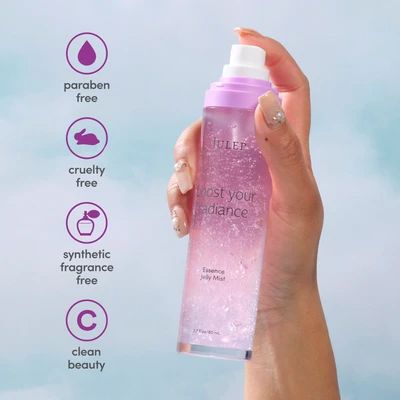 paraben
free
cruelty
free
synthetic
fragrance
free
C
clean
beauty
JULEP
boost your
radiance
Essence
Jelly Mist